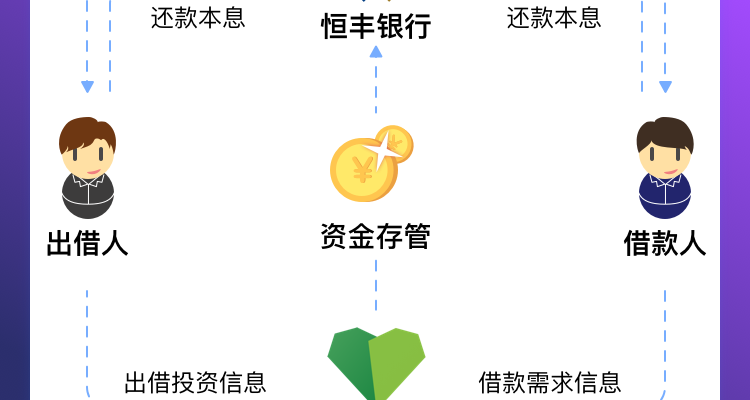 还款本息
恒丰银行
还款本息
资金存管
出借人
借款人
出借投资信息
借款需求信息